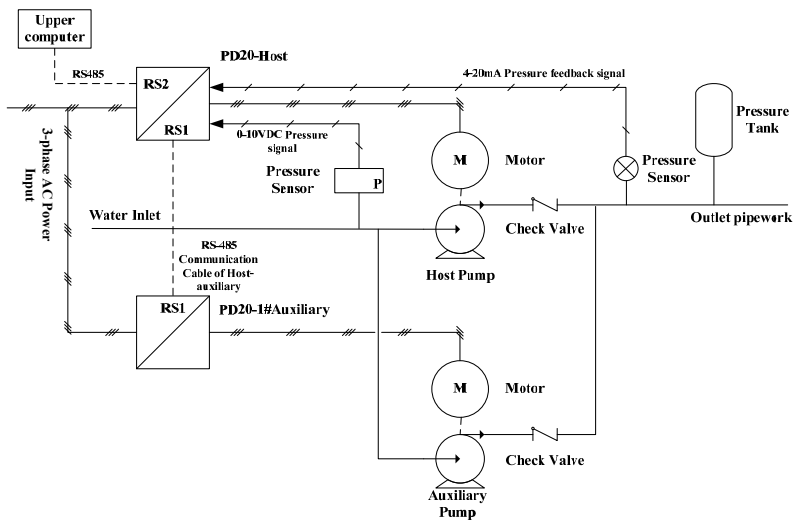 Upper
computer
PD20-Host
RS485
RS2
4-20mA Pressure feedback signal
RS1
0-10VDC Pressure
signal
Pressure
Tank
3-phase AC Power
Input
Pressure
Sensor
P
M
Motor
Pressure
Sensor
Water Inlet
Outlet pipework
Check Valve
RS-485
Communication
Cable of Host-
auxiliary
Host Pump
RS1
PD20-1#Auxiliary
M
Motor
Check Valve
Auxiliary
Pump